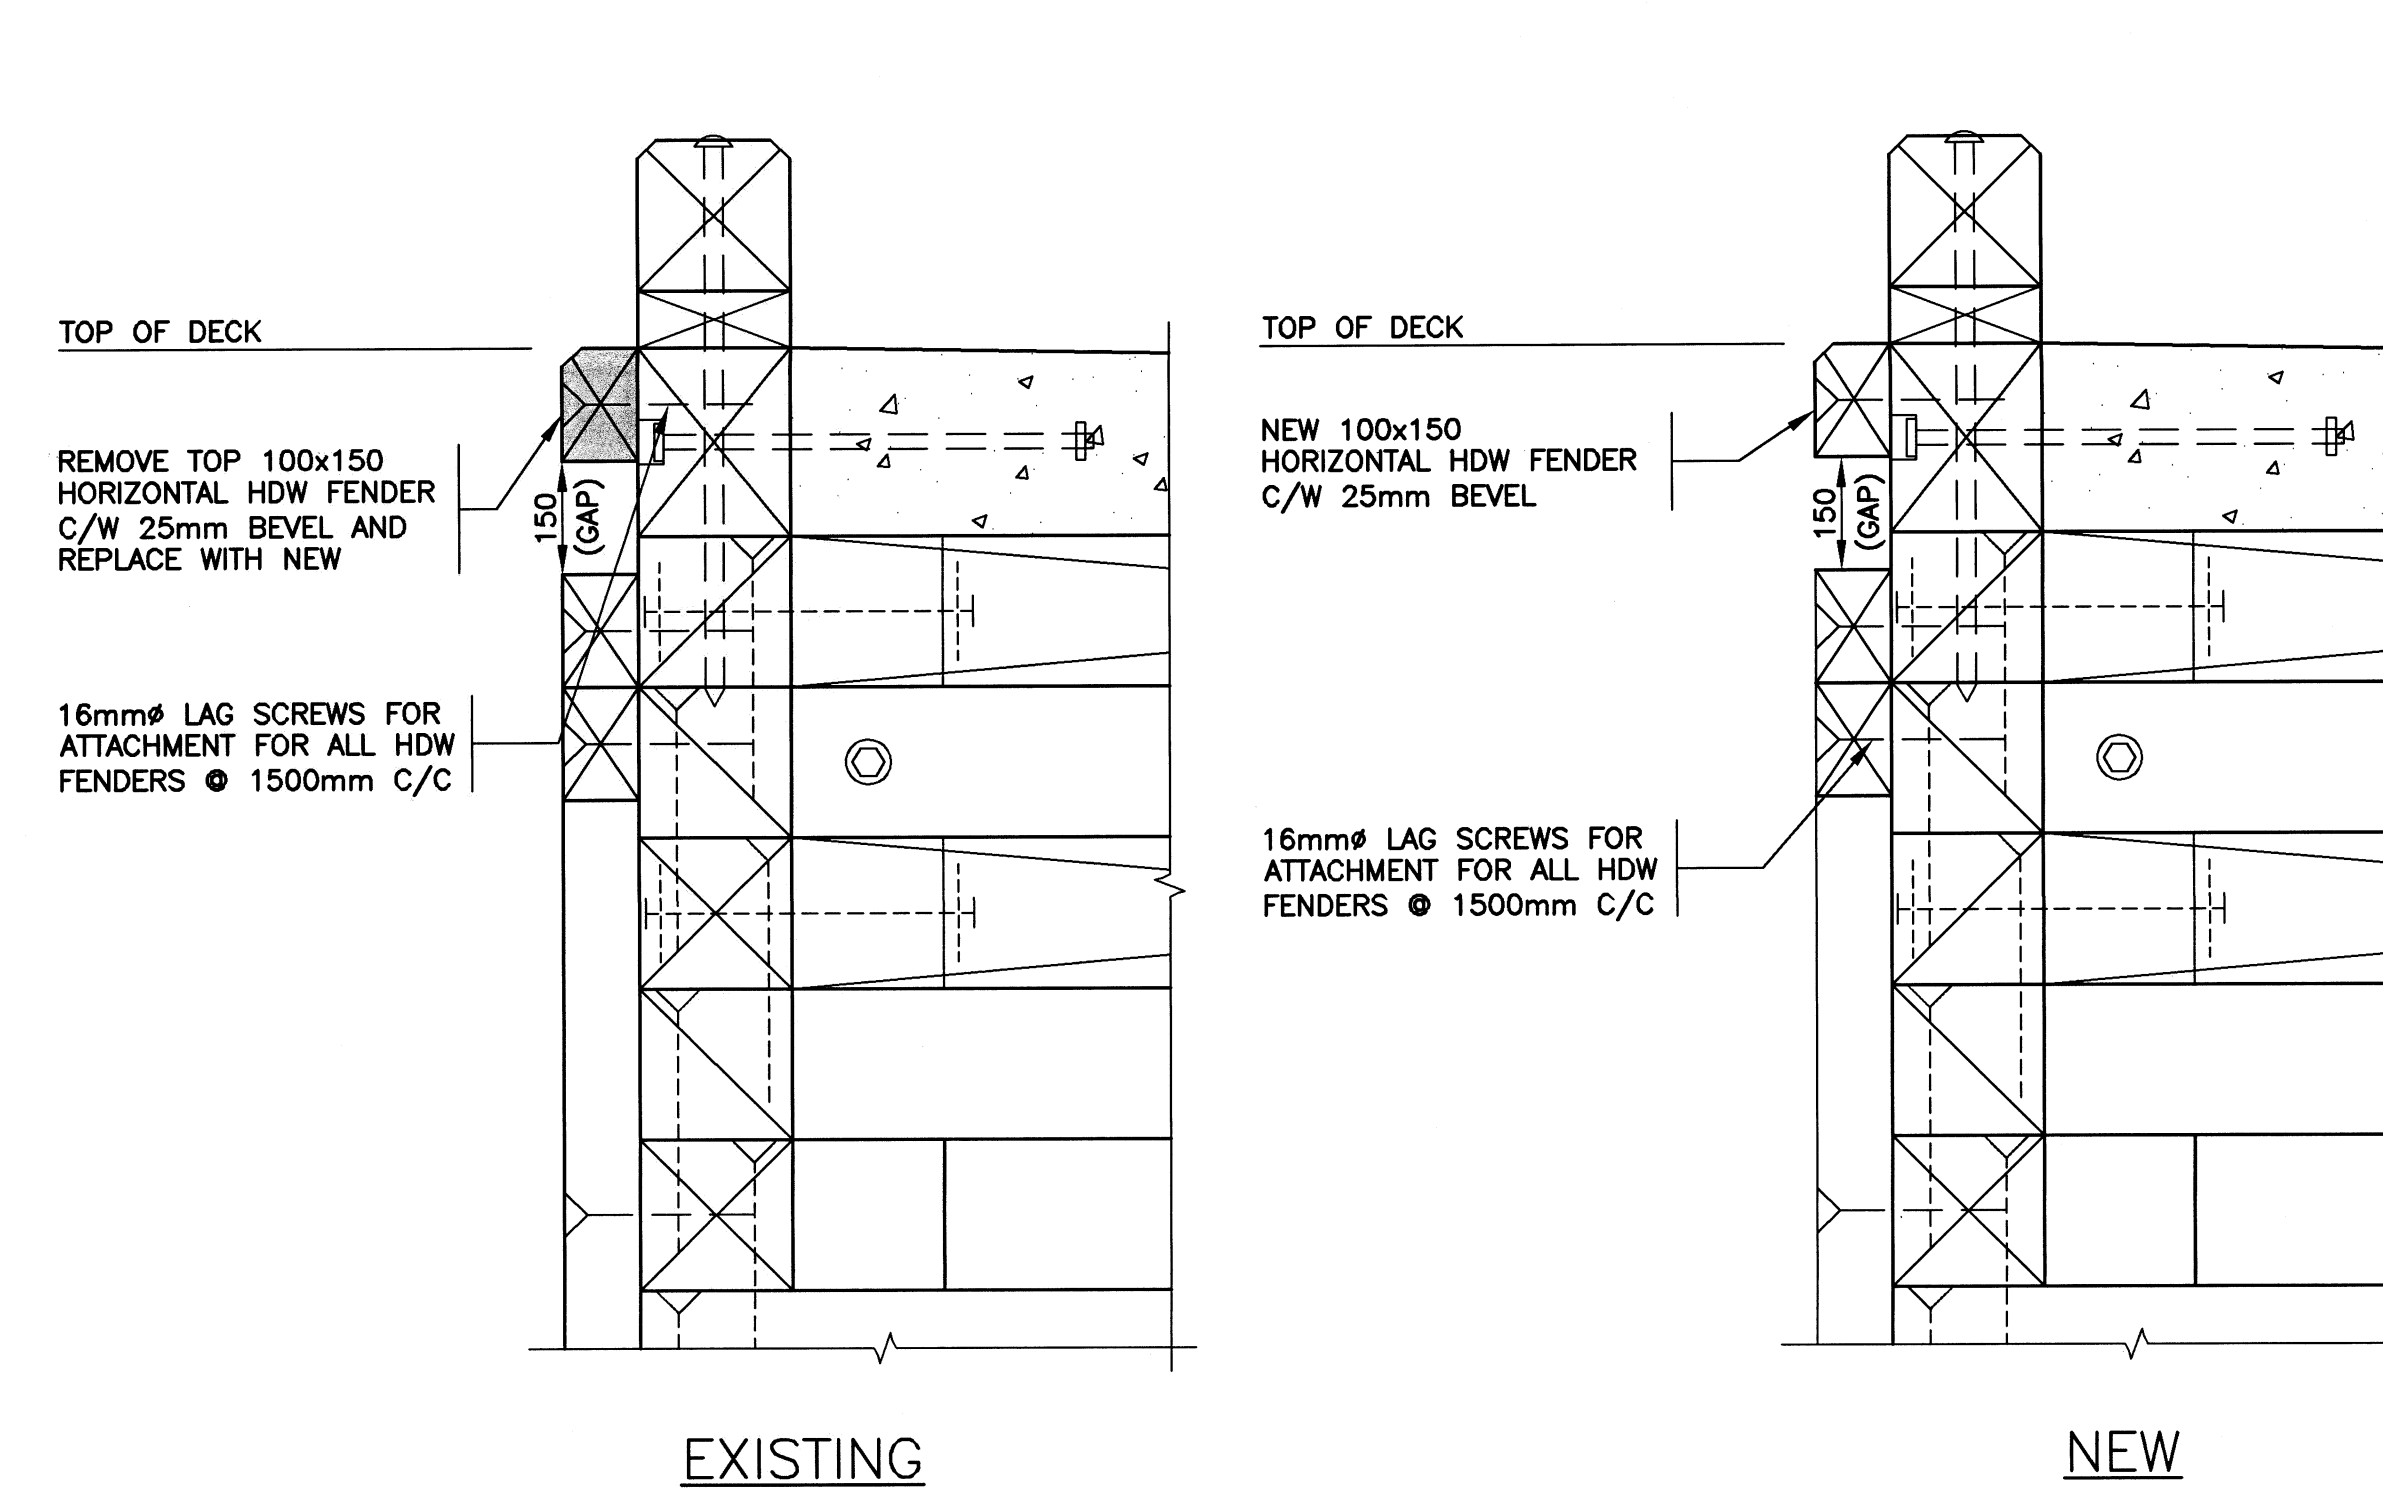 TOP OF DECK
REMOVE TOP 100x150
HORIZONTAL HDW FENDER
C/W 25mm BEVEL AND
REPLACE WITH NEW
150
(GAP)
16mmø LAG SCREWS FOR
ATTACHMENT FOR ALL HDW
FENDERS @ 1500mm C/C
EXISTING
TOP OF DECK
NEW 100x150
HORIZONTAL HDW FENDER
C/W 25mm BEVEL
150
(GAP)
16mmø LAG SCREWS FOR
ATTACHMENT FOR ALL HDW
FENDERS @ 1500mm C/C
NEW